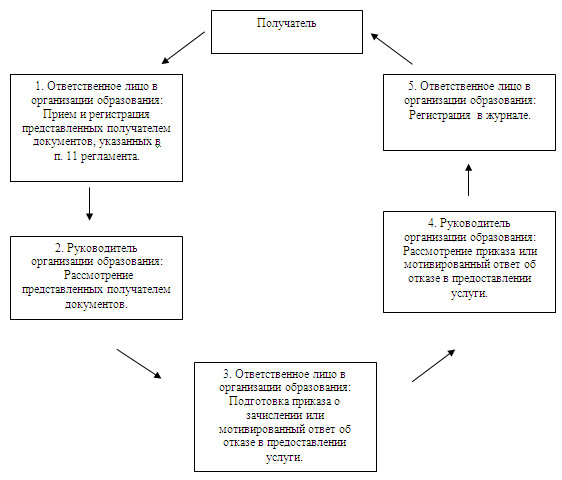 Получатель
1. Ответственное лицо в
организации образования:
Прием и регистрация
представленных получателем
документов, указанных в
п. 11 регламента.
2. Руководитель
организации образования:
Рассмотрение
представленных получателем
документов.
3. Ответственное лицо в
организации образования:
Подготовка приказа о
зачислении или
мотивированный ответ об
отказе в предоставлении
услуги.
4. Руководитель
организации образования:
Рассмотрение приказа или
мотивированный ответ об
отказе в предоставлении
услуги.
5. Ответственное лицо в
организации образования:
Регистрация в журнале.